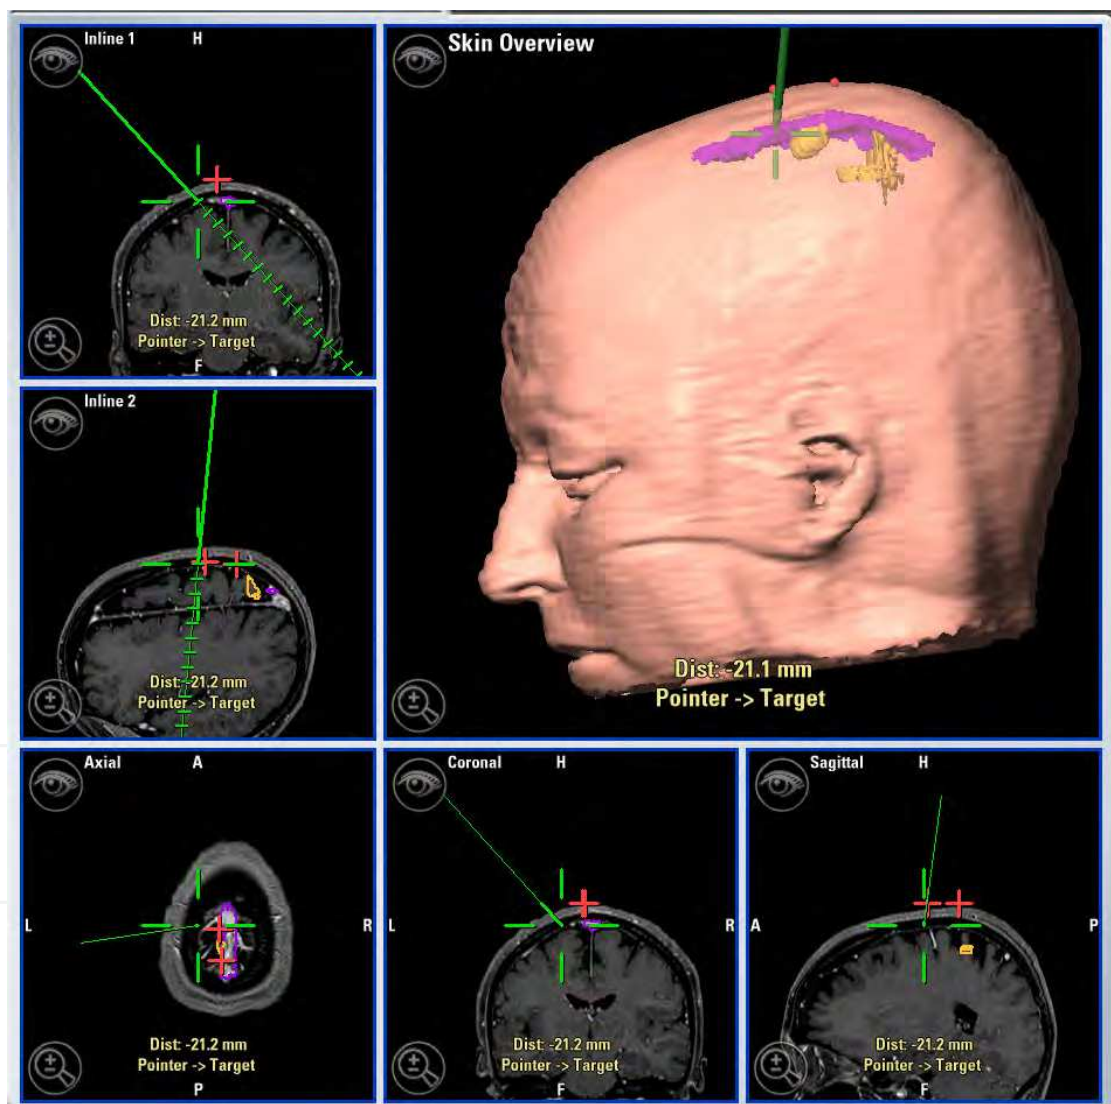 Inline 1
H
Dist: -21.2 mm
Pointer -> Target
F
Skin Overview
Dist: -21.1 mm
Pointer -> Target
Inline 2
Dist: -21.2 mm
Pointer -> Target
Axial
A
L
R
Dist: -21.2 mm
Pointer -> Target
P
Coronal
H
L
R
Dist: -21.2 mm
Pointer -> Target
F
Sagittal
H
A
P
Dist: -21.2 mm
Pointer -> Target
F